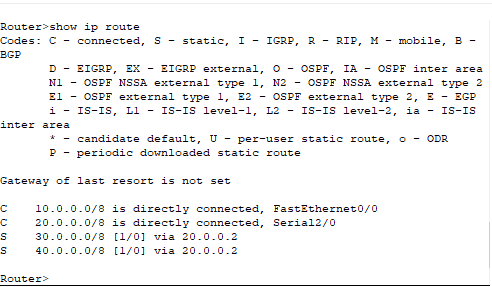 Router>show ip route
Codes: C - connected, S - static, I - IGRP, R - RIP, M - mobile, B -
BGP
D - EIGRP, EX - EIGRP external, O - OSPF, IA - OSPF inter area
N1 - OSPF NSSA external type 1, N2 - OSPF NSSA external type 2
E1 - OSPF external type 1, E2 - OSPF external type 2, E - EGP
i - IS-IS, L1 - IS-IS level-1, L2 - IS-IS level-2, ia - IS-IS
inter area
* - candidate default, U - per-user static route, o - ODR
P - periodic downloaded static route
Gateway of last resort is not set
C 10.0.0.0/8 is directly connected, FastEthernet0/0
C 20.0.0.0/8 is directly connected, Serial2/0
S 30.0.0.0/8 [1/0] via 20.0.0.2
S 40.0.0.0/8 [1/0] via 20.0.0.2
Router>